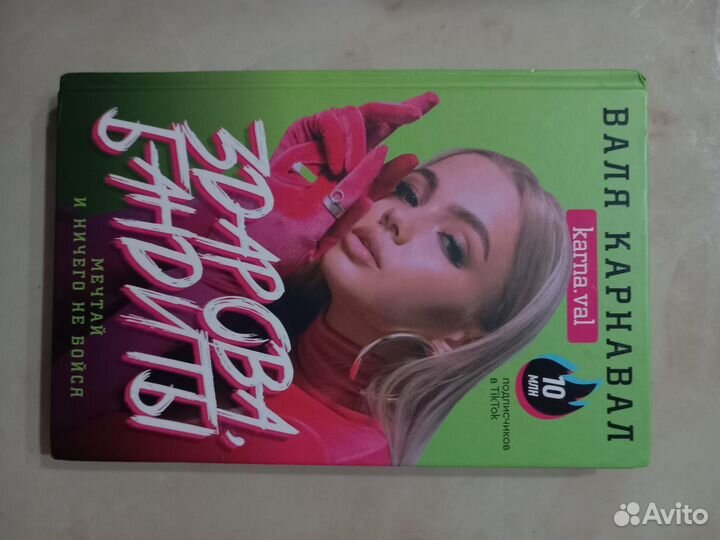 ВАЛЯ КАРНАВАЛ
karna.val
10
МЛН
ПОДПИСЧИКОВ
В TikTok
ЗДАРОВА,
БАНДИТЫ
МЕЧТАЙ
И НИЧЕГО НЕ БОЙСЯ
Avito